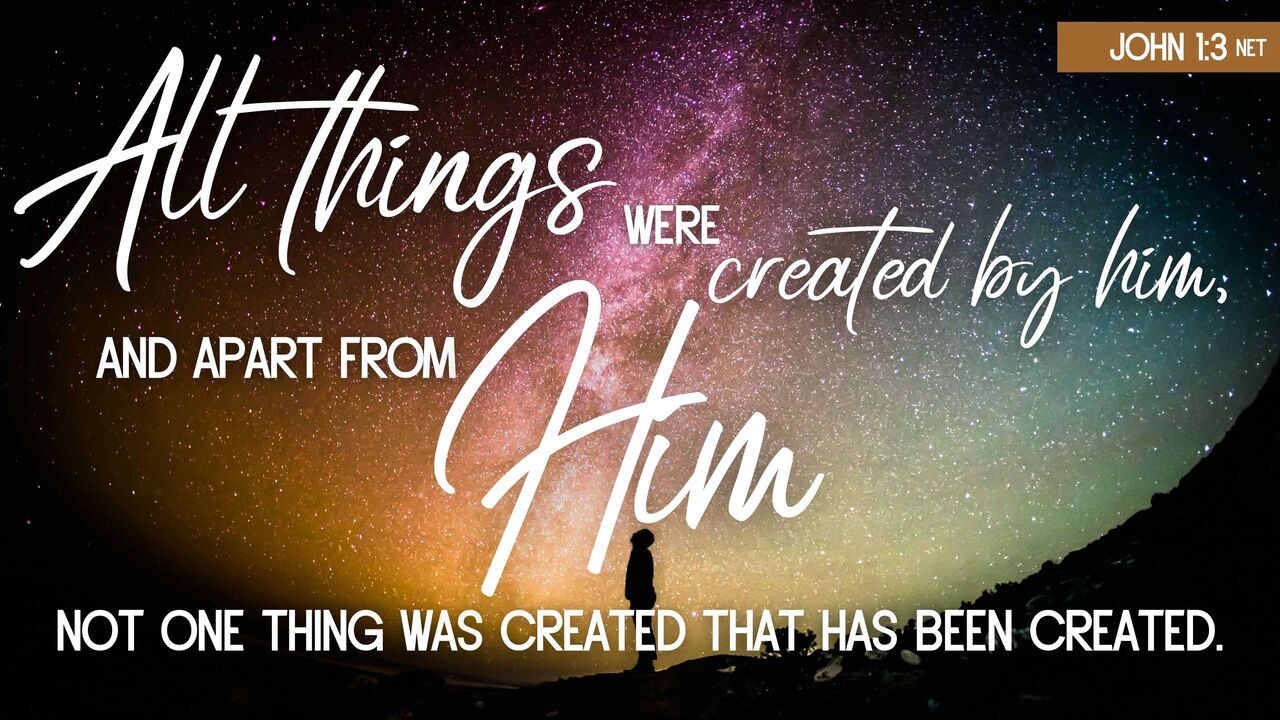 JOHN 1:3 NET
All things
WERE created by him,
AND APART FROM Him
NOT ONE THING WAS CREATED THAT HAS BEEN CREATED.